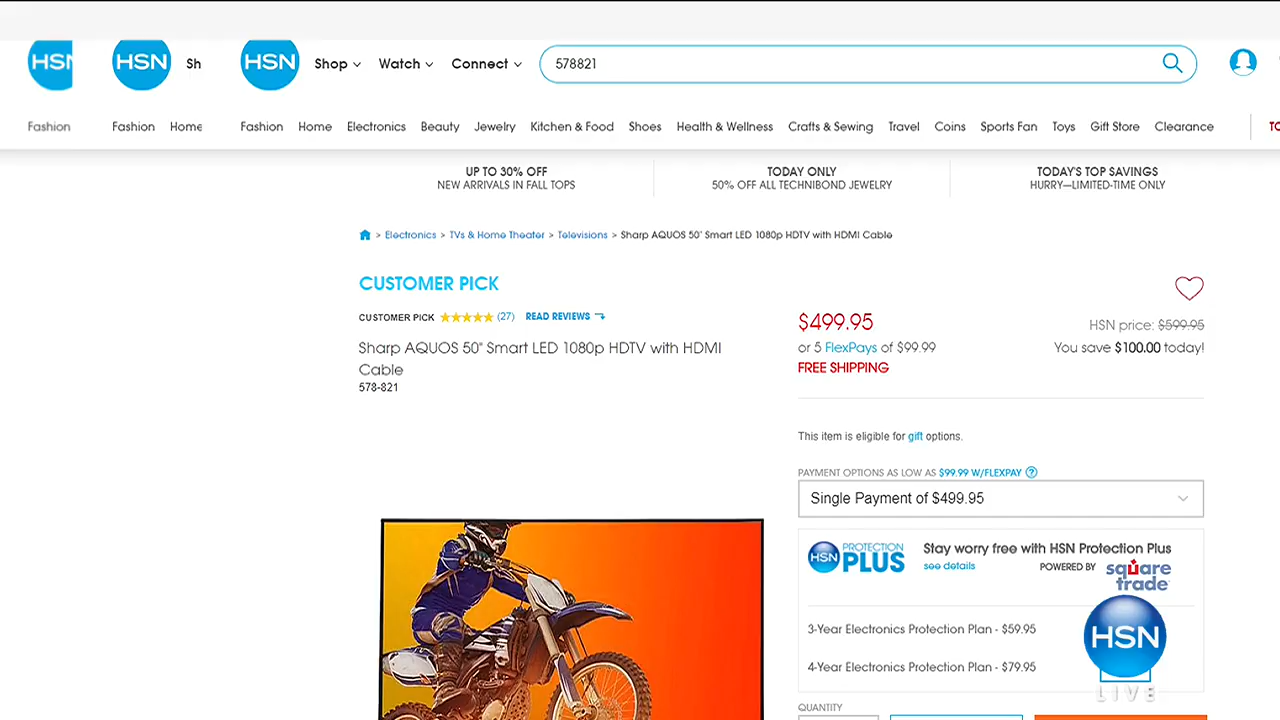 HSN HSN Sh HSN Shop Watch Connect 578821
Fashion Fashion Home Fashion Home Electronics Beauty Jewelry Kitchen & Food Shoes Health & Wellness Crafts & Sewing Travel Coins Sports Fan Toys Gift Store Clearance
UP TO 30% OFF
NEW ARRIVALS IN FALL TOPS
TODAY ONLY
50% OFF ALL TECHNIBOND JEWELRY
TODAY'S TOP SAVINGS
HURRY—LIMITED-TIME ONLY
> Electronics > TVs & Home Theater > Televisions > Sharp AQUOS 50" Smart LED 1080p HDTV with HDMI Cable
CUSTOMER PICK
CUSTOMER PICK (27) READ REVIEWS
Sharp AQUOS 50" Smart LED 1080p HDTV with HDMI
Cable
578-821
$499.95
or 5 FlexPays of $99.99
FREE SHIPPING
HSN price: $599.95
You save $100.00 today!
This item is eligible for gift options.
PAYMENT OPTIONS AS LOW AS $99.99 W/FLEXPAY ?
Single Payment of $499.95
HSN PROTECTION PLUS
Stay worry free with HSN Protection Plus
see details
POWERED BY square trade
3-Year Electronics Protection Plan - $59.95
4-Year Electronics Protection Plan - $79.95
HSN
LIVE
QUANTITY